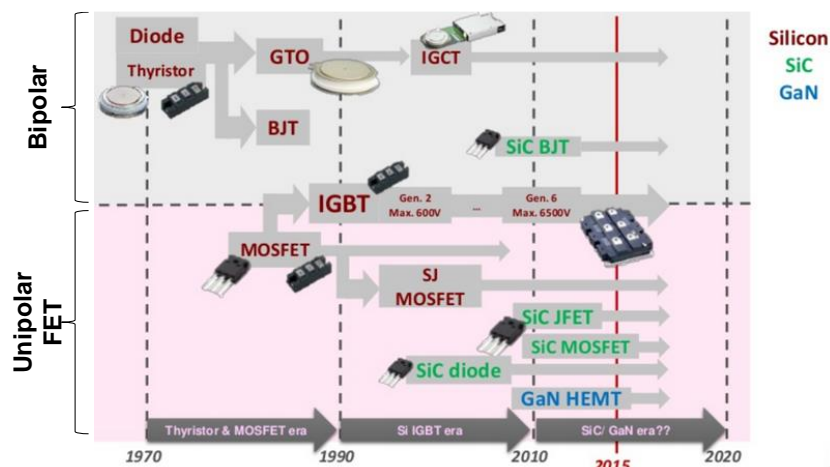 Bipolar
Unipolar
FET
Diode
Thyristor
GTO
IGCT
BJT
SiC BJT
IGBT
Gen. 2
Max. 600V
...
Gen. 6
Max. 6500V
MOSFET
SJ
MOSFET
SiC JFET
SiC MOSFET
SiC diode
GaN HEMT
Thyristor & MOSFET era
Si IGBT era
SiC/ GaN era??
1970
1990
2010
2015
2020
Silicon
SiC
GaN